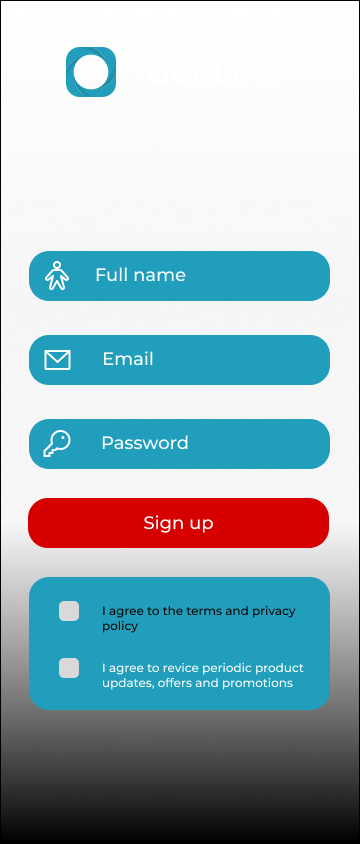 GenLink
Full name
Email
Password
Sign up
I agree to the terms and privacy
policy
I agree to revice periodic product
updates, offers and promotions